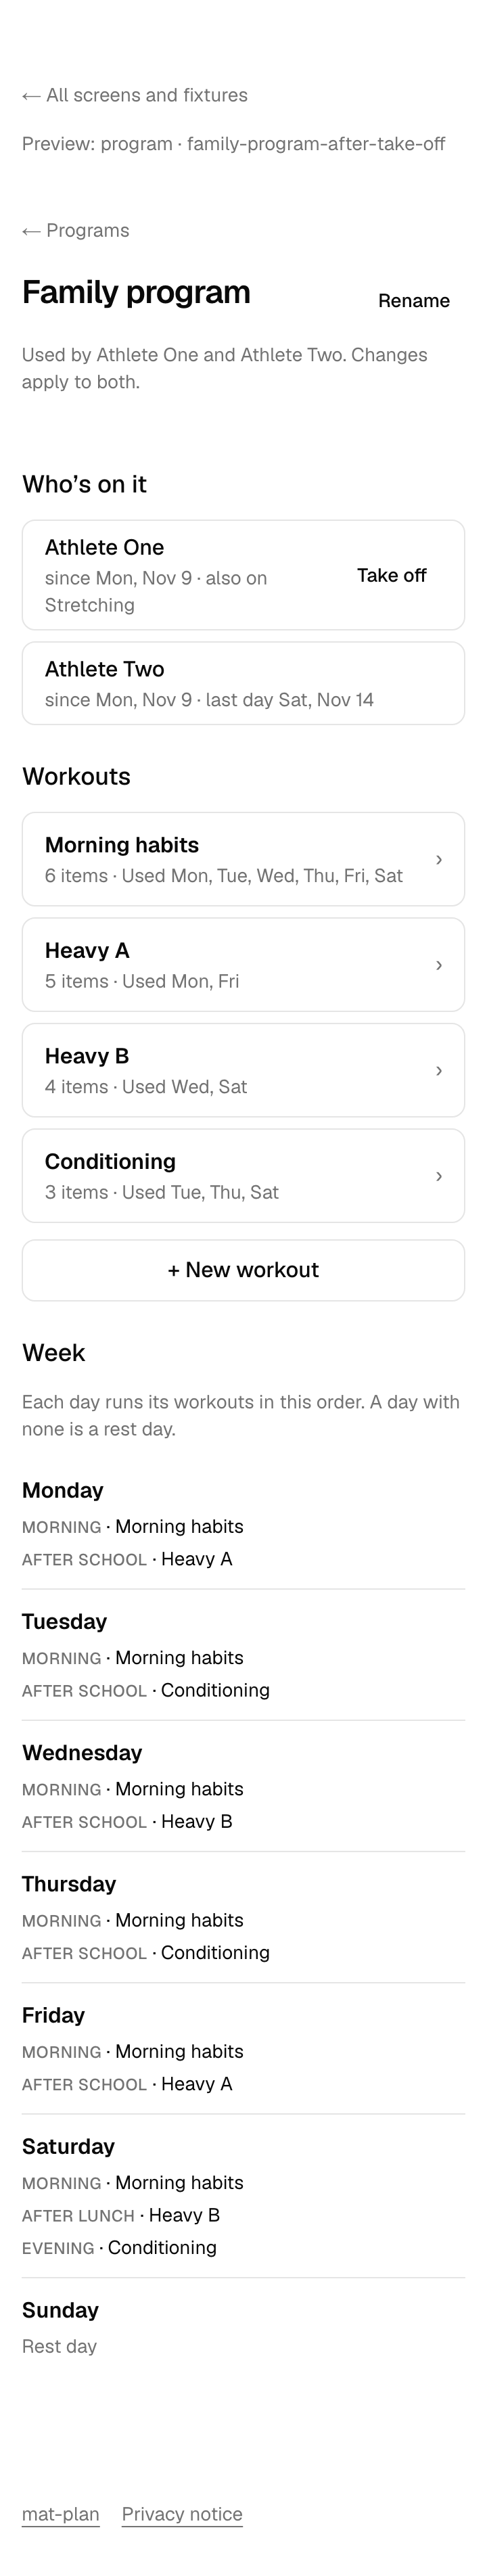 ← All screens and fixtures
Preview: program · family-program-after-take-off
← Programs
Family program
Rename
Used by Athlete One and Athlete Two. Changes
apply to both.
Who’s on it
Athlete One
since Mon, Nov 9 · also on
Stretching
Take off
Athlete Two
since Mon, Nov 9 · last day Sat, Nov 14
Workouts
Morning habits
6 items · Used Mon, Tue, Wed, Thu, Fri, Sat
›
Heavy A
5 items · Used Mon, Fri
›
Heavy B
4 items · Used Wed, Sat
›
Conditioning
3 items · Used Tue, Thu, Sat
›
+ New workout
Week
Each day runs its workouts in this order. A day with
none is a rest day.
Monday
MORNING · Morning habits
AFTER SCHOOL · Heavy A
Tuesday
MORNING · Morning habits
AFTER SCHOOL · Conditioning
Wednesday
MORNING · Morning habits
AFTER SCHOOL · Heavy B
Thursday
MORNING · Morning habits
AFTER SCHOOL · Conditioning
Friday
MORNING · Morning habits
AFTER SCHOOL · Heavy A
Saturday
MORNING · Morning habits
AFTER LUNCH · Heavy B
EVENING · Conditioning
Sunday
Rest day
mat-plan Privacy notice